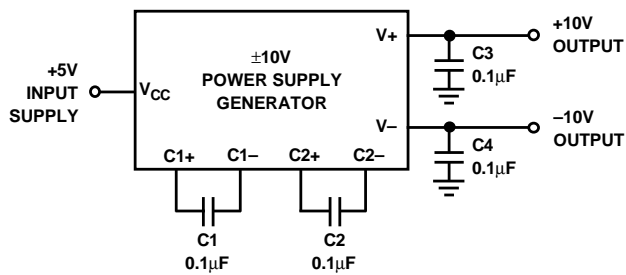 +5V
INPUT
SUPPLY
V_CC
±10V
POWER SUPPLY
GENERATOR
V+
+10V
OUTPUT
C3
0.1μF
V–
–10V
OUTPUT
C4
0.1μF
C1+ C1– C2+ C2–
C1
0.1μF
C2
0.1μF